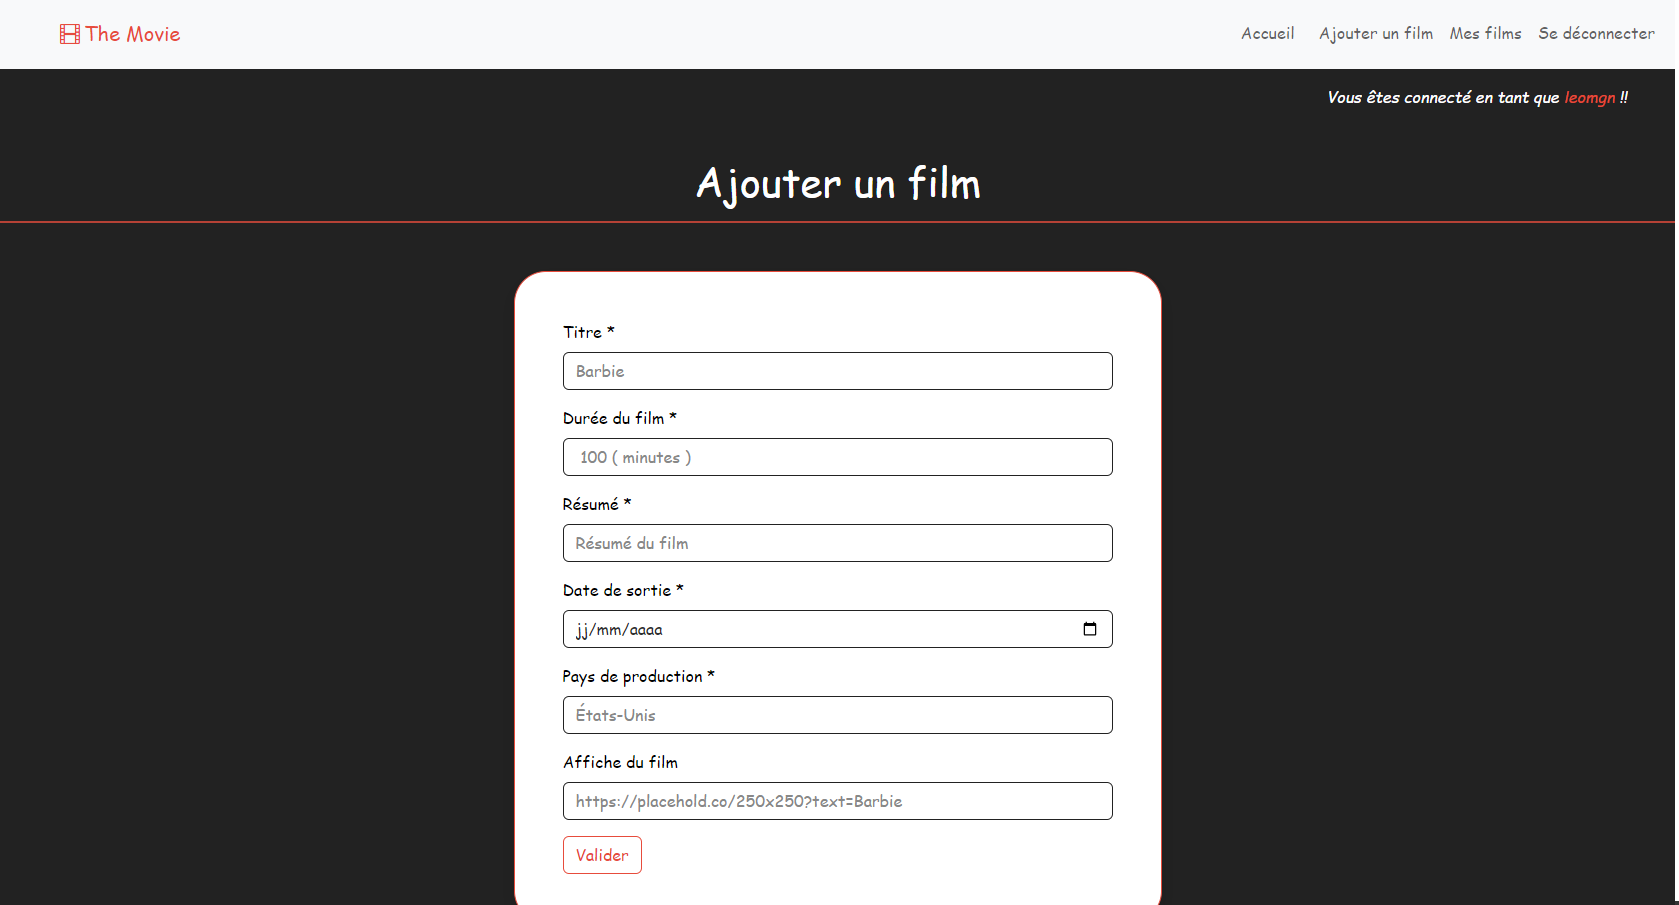 The Movie
Accueil Ajouter un film Mes films Se déconnecter
Vous êtes connecté en tant que leomgn !!
Ajouter un film
Titre *
Barbie
Durée du film *
100 ( minutes )
Résumé *
Résumé du film
Date de sortie *
jj/mm/aaaa
Pays de production *
États-Unis
Affiche du film
https://placehold.co/250x250?text=Barbie
Valider